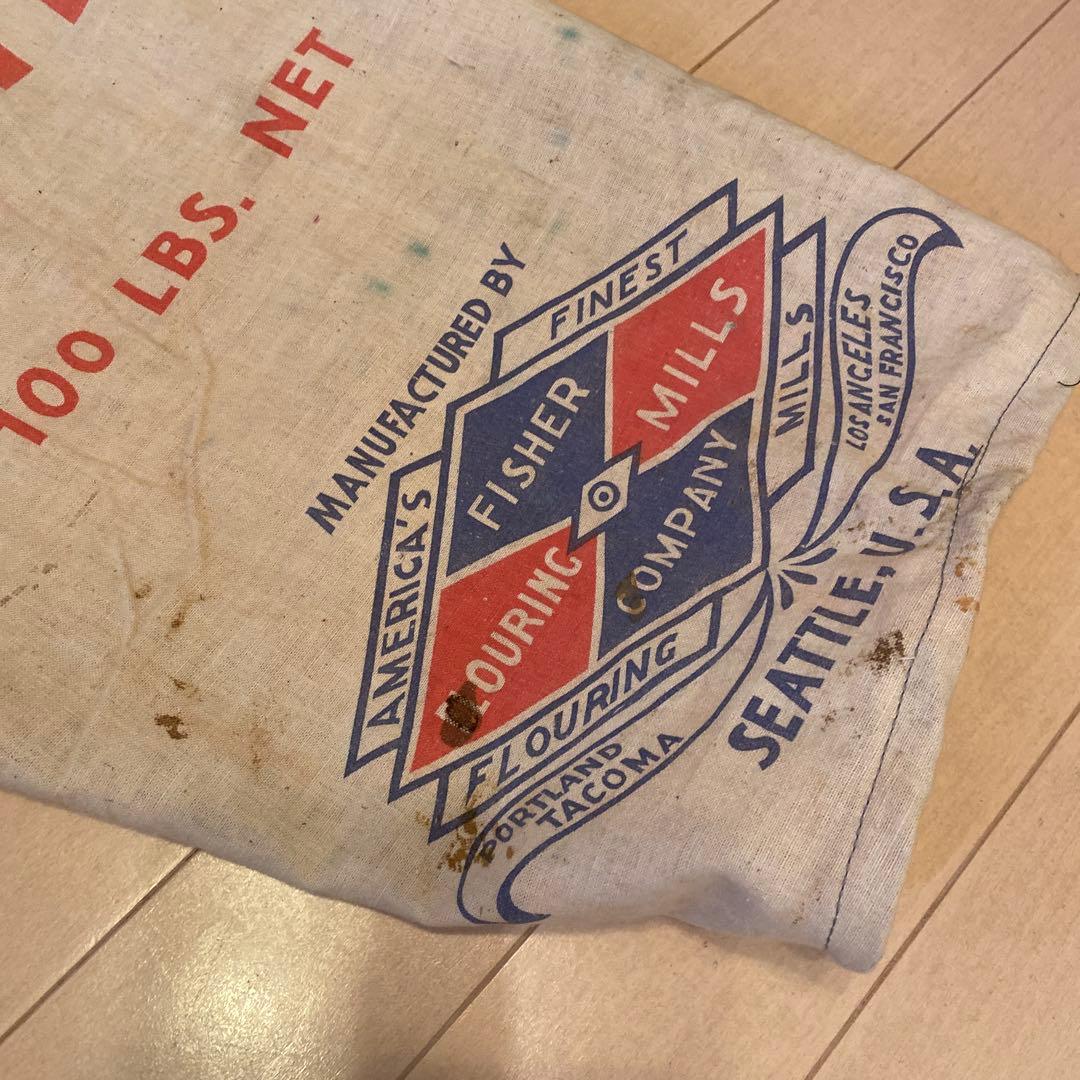 100 LBS. NET
MANUFACTURED BY
AMERICA'S
FINEST
FLOURING
MILLS
FISHER
MILLS
FLOURING
COMPANY
PORTLAND
TACOMA
LOS ANGELES
SAN FRANCISCO
SEATTLE, U.S.A.